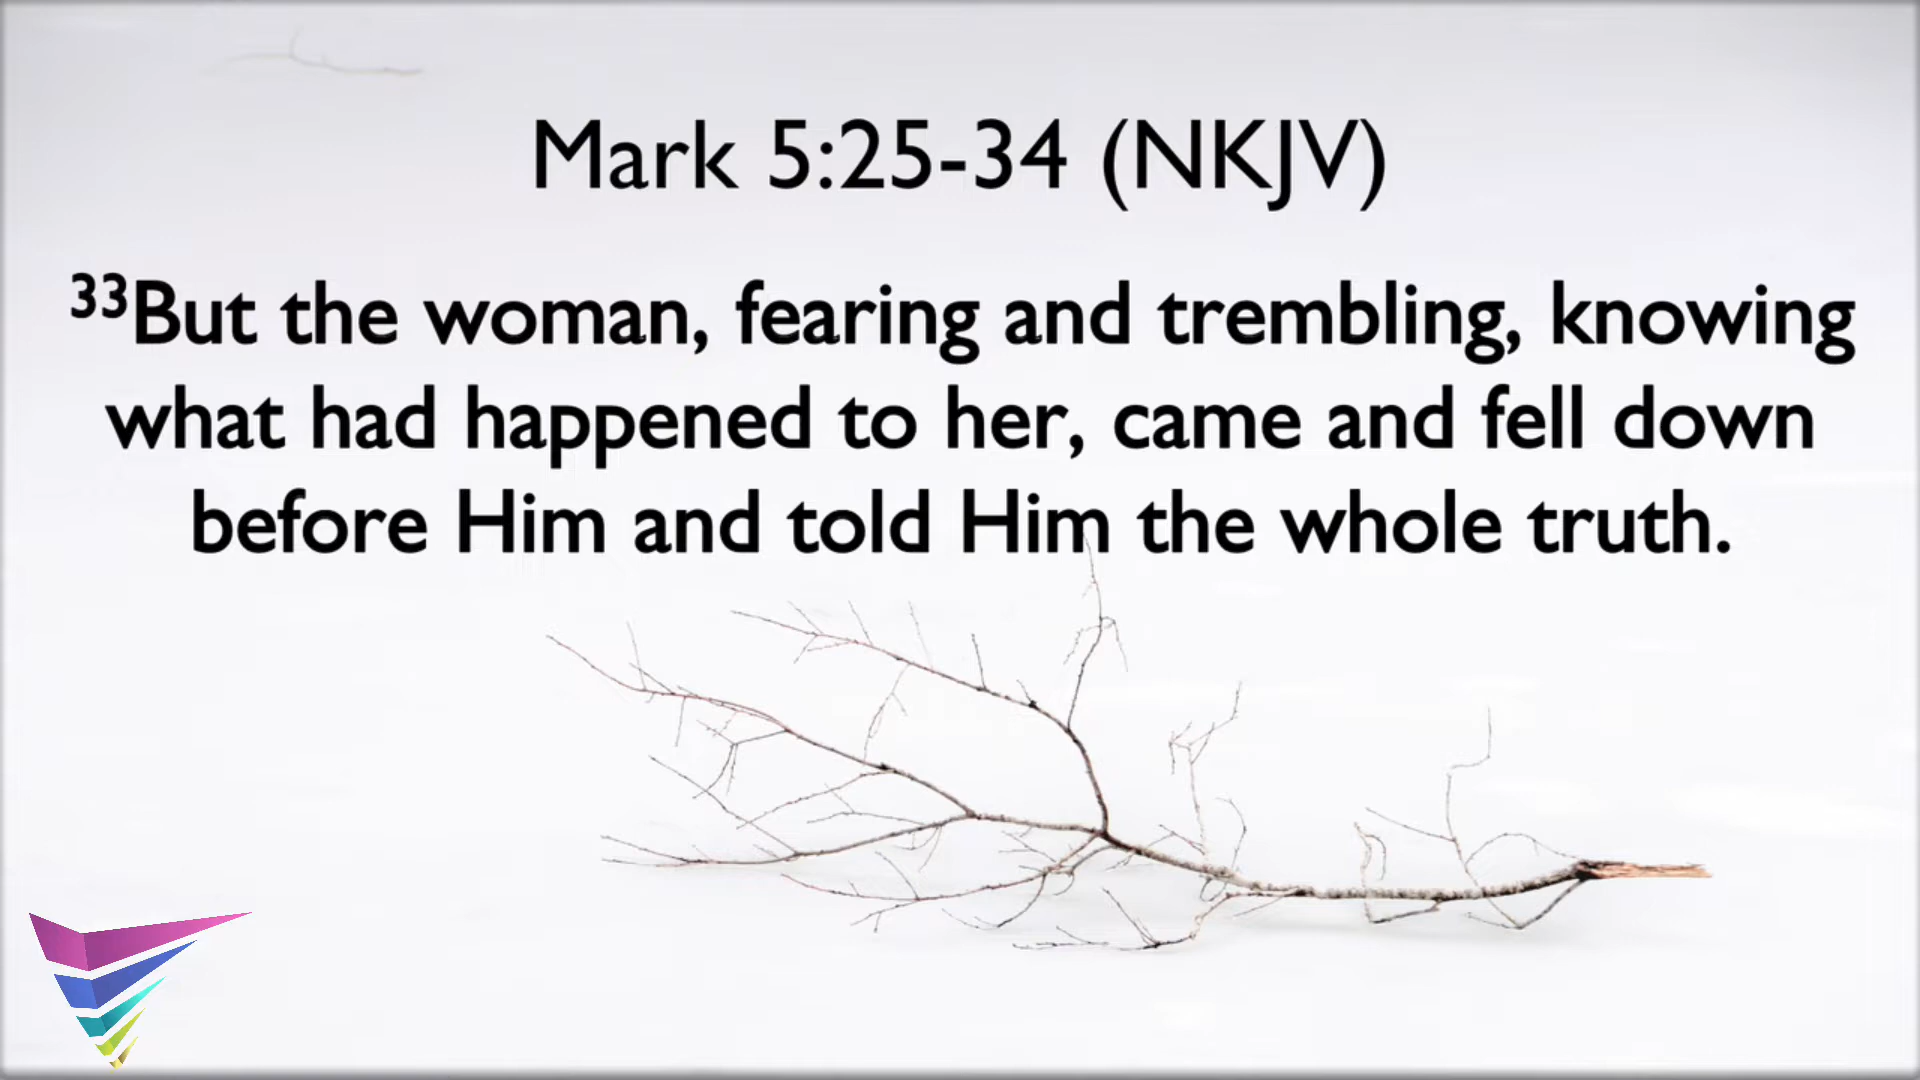 Mark 5:25-34 (NKJV)
33But the woman, fearing and trembling, knowing
what had happened to her, came and fell down
before Him and told Him the whole truth.